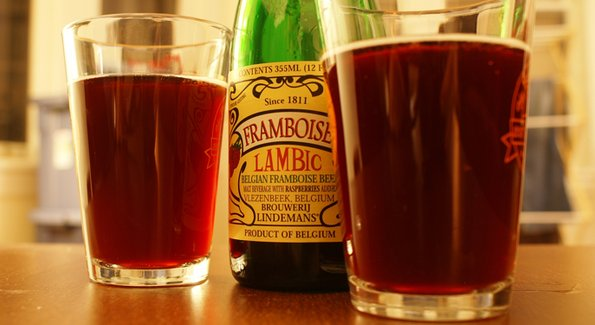 CONTENTS 355ML (12 F
Since 1811
FRAMBOISE
LAMBIC
BELGIAN FRAMBOISE BEER
MALT BEVERAGE WITH RASPBERRIES ADDED
VLEZENBEEK, BELGIUM
BROUWERIJ
LINDEMANS
PRODUCT OF BELGIUM